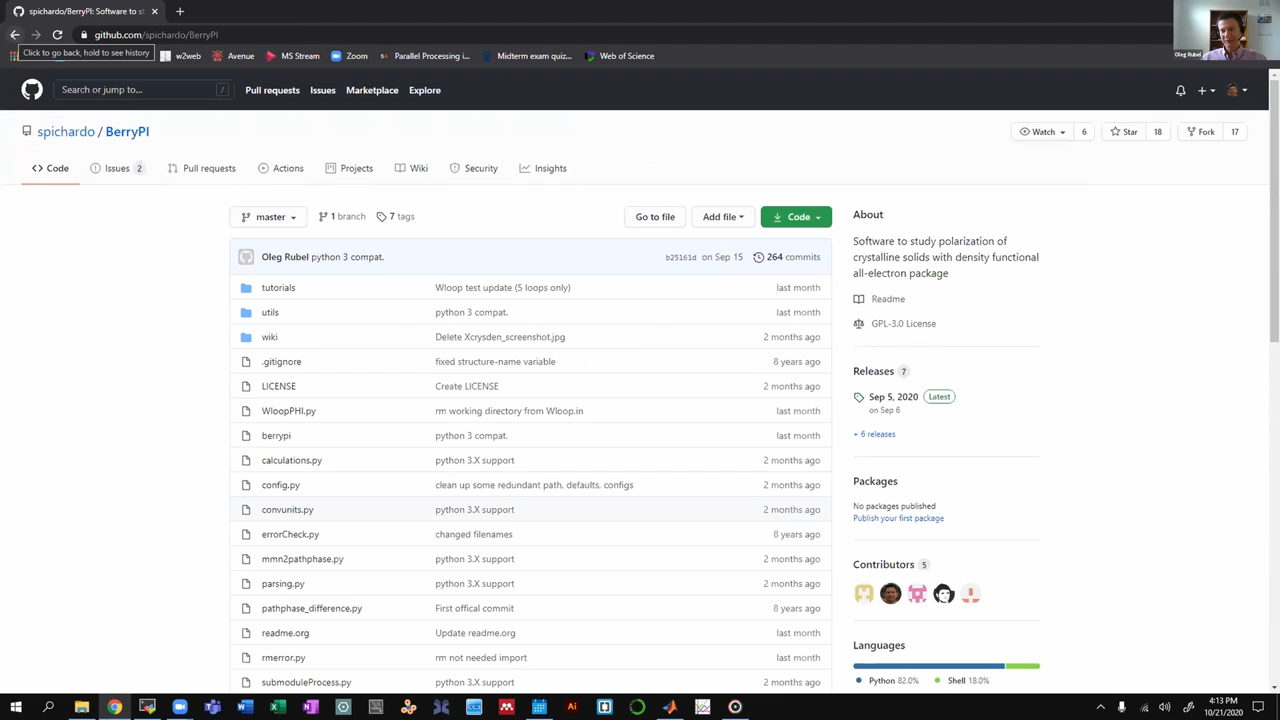 spichardo/BerryPI: Software to st
github.com/spichardo/BerryPI
Click to go back, hold to see history
w2web
Avenue
MS Stream
Zoom
Parallel Processing i...
Midterm exam quiz...
Web of Science
Oleg Rubel
Search or jump to...
/
Pull requests
Issues
Marketplace
Explore
spichardo / BerryPI
Watch 6
Star 18
Fork 17
Code
Issues 2
Pull requests
Actions
Projects
Wiki
Security
Insights
master
1 branch
7 tags
Go to file
Add file
Code
Oleg Rubel python 3 compat. b25161d on Sep 15 264 commits
tutorials Wloop test update (5 loops only) last month
utils python 3 compat. last month
wiki Delete Xcrysden_screenshot.jpg 2 months ago
.gitignore fixed structure-name variable 8 years ago
LICENSE Create LICENSE 2 months ago
WloopPHI.py rm working directory from Wloop.in last month
berrypi python 3 compat. last month
calculations.py python 3.X support 2 months ago
config.py clean up some redundant path, defaults, configs 2 months ago
convunits.py python 3.X support 2 months ago
errorCheck.py changed filenames 8 years ago
mmn2pathphase.py python 3.X support 2 months ago
parsing.py python 3.X support 2 months ago
pathphase_difference.py First offical commit 8 years ago
readme.org Update readme.org last month
rmerror.py rm not needed import last month
submoduleProcess.py python 3.X support 2 months ago
About
Software to study polarization of
crystalline solids with density functional
all-electron package
Readme
GPL-3.0 License
Releases 7
Sep 5, 2020 Latest
on Sep 6
+ 6 releases
Packages
No packages published
Publish your first package
Contributors 5
Languages
Python 82.0% Shell 18.0%
4:13 PM
10/21/2020